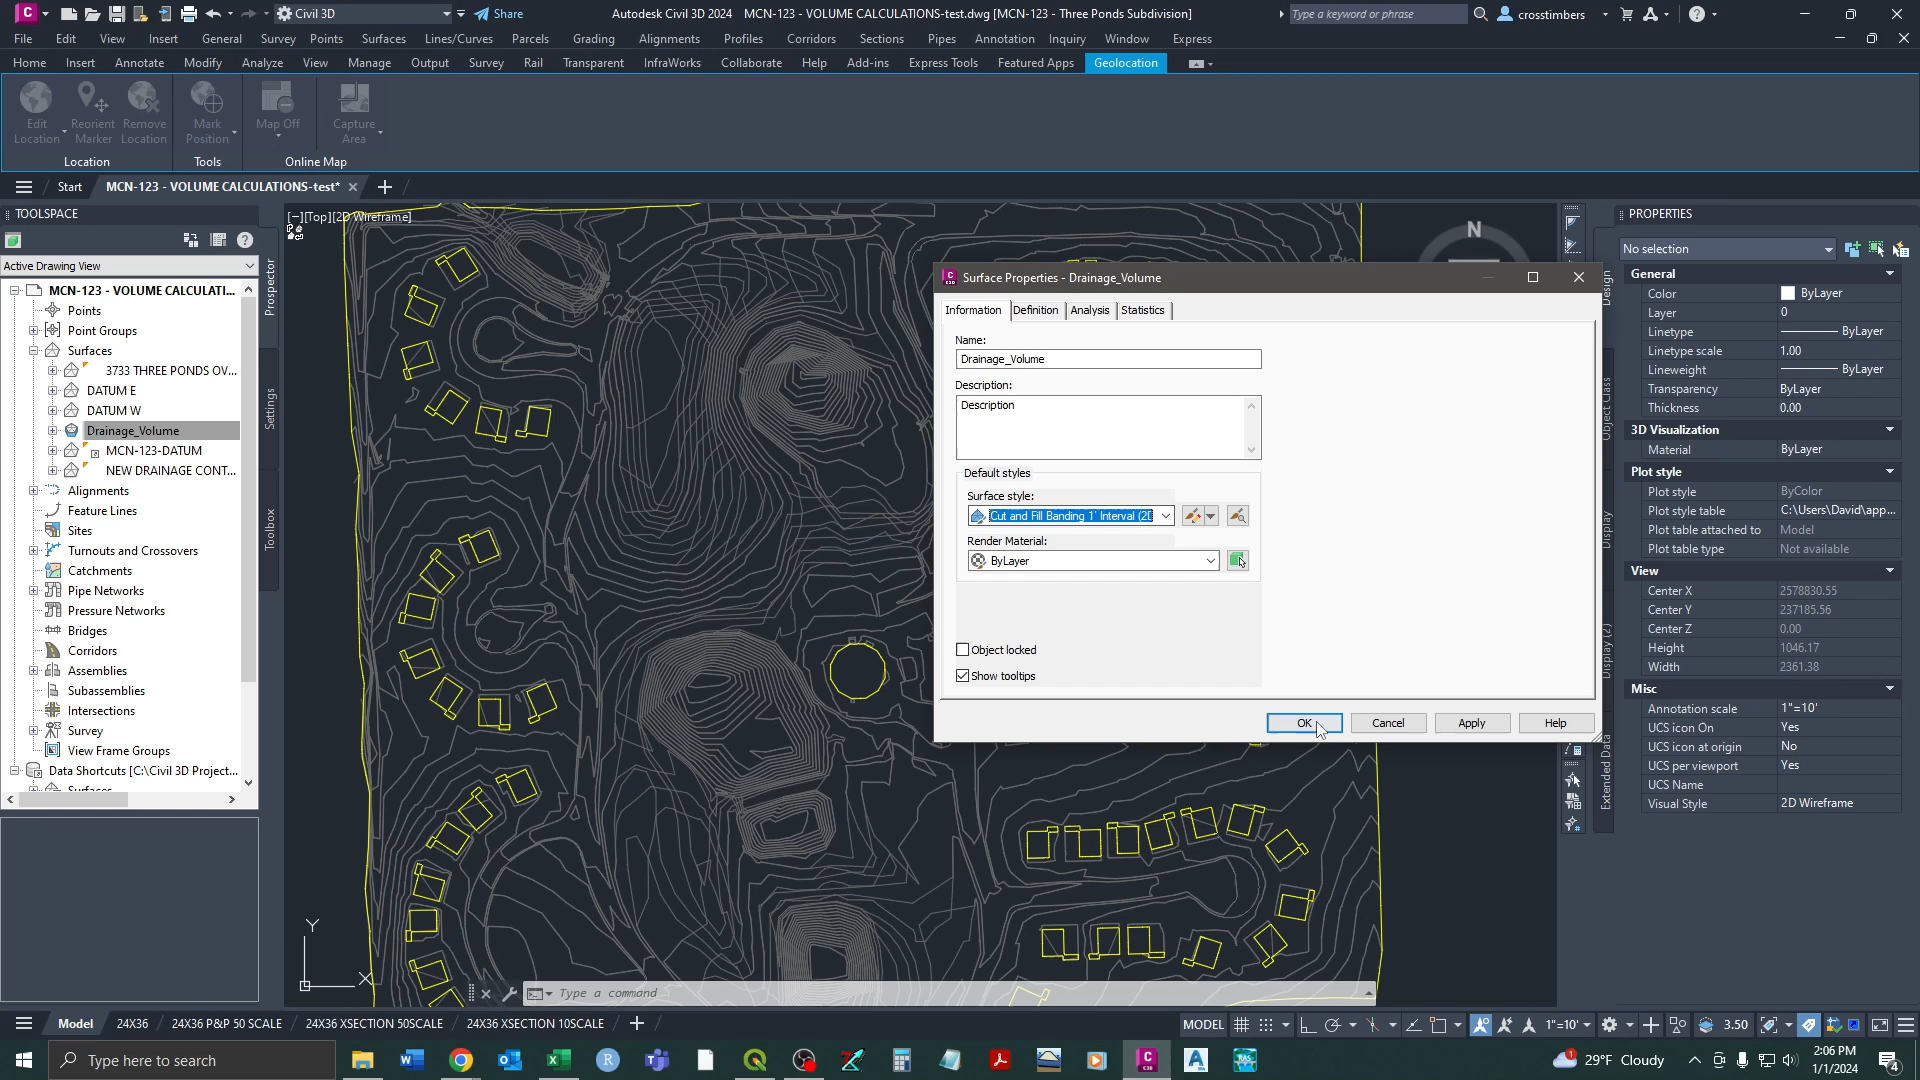 Civil 3D
Share
Autodesk Civil 3D 2024 MCN-123 - VOLUME CALCULATIONS-test.dwg [MCN-123 - Three Ponds Subdivision]
Type a keyword or phrase
crosstimbers
File Edit View Insert General Survey Points Surfaces Lines/Curves Parcels Grading Alignments Profiles Corridors Sections Pipes Annotation Inquiry Window Express
Home Insert Annotate Modify Analyze View Manage Output Survey Rail Transparent InfraWorks Collaborate Help Add-ins Express Tools Featured Apps Geolocation
Edit Location
Reorient Marker
Remove Location
Mark Position
Map Off
Capture Area
Location
Tools
Online Map
Start
MCN-123 - VOLUME CALCULATIONS-test*
TOOLSPACE
Active Drawing View
MCN-123 - VOLUME CALCULATI...
Points
Point Groups
Surfaces
3733 THREE PONDS OV...
DATUM E
DATUM W
Drainage_Volume
MCN-123-DATUM
NEW DRAINAGE CONT...
Alignments
Feature Lines
Sites
Turnouts and Crossovers
Catchments
Pipe Networks
Pressure Networks
Bridges
Corridors
Assemblies
Subassemblies
Intersections
Survey
View Frame Groups
Data Shortcuts [C:\Civil 3D Project...
Surfaces
Prospector
Settings
Toolbox
[−][Top][2D Wireframe]
N
Y
X
Surface Properties - Drainage_Volume
Information
Definition
Analysis
Statistics
Name:
Drainage_Volume
Description:
Description
Default styles
Surface style:
Cut and Fill Banding 1' Interval (2D
Render Material:
ByLayer
Object locked
Show tooltips
OK
Cancel
Apply
Help
Type a command
Design
Object Class
Display
Display (2)
Extended Data
PROPERTIES
No selection
General
Color ByLayer
Layer 0
Linetype ByLayer
Linetype scale 1.00
Lineweight ByLayer
Transparency ByLayer
Thickness 0.00
3D Visualization
Material ByLayer
Plot style
Plot style ByColor
Plot style table C:\Users\David\app...
Plot table attached to Model
Plot table type Not available
View
Center X 2578830.55
Center Y 237185.56
Center Z 0.00
Height 1046.17
Width 2361.38
Misc
Annotation scale 1"=10'
UCS icon On Yes
UCS icon at origin No
UCS per viewport Yes
UCS Name
Visual Style 2D Wireframe
Model 24X36 24X36 P&P 50 SCALE 24X36 XSECTION 50SCALE 24X36 XSECTION 10SCALE
MODEL
1"=10'
3.50
Type here to search
29°F Cloudy
2:06 PM
1/1/2024
4